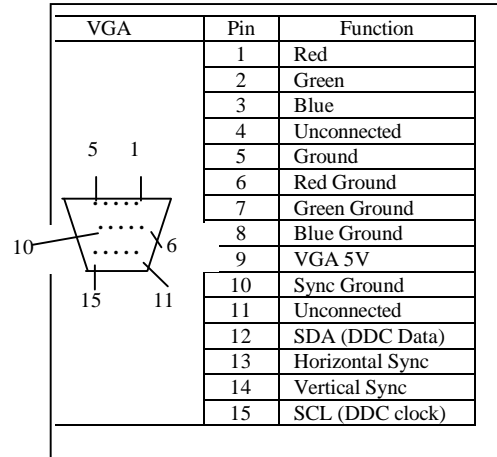 VGA Pin Function
1 Red
2 Green
3 Blue
4 Unconnected
5 Ground
6 Red Ground
7 Green Ground
8 Blue Ground
9 VGA 5V
10 Sync Ground
11 Unconnected
12 SDA (DDC Data)
13 Horizontal Sync
14 Vertical Sync
15 SCL (DDC clock)
5 1
10 6
15 11